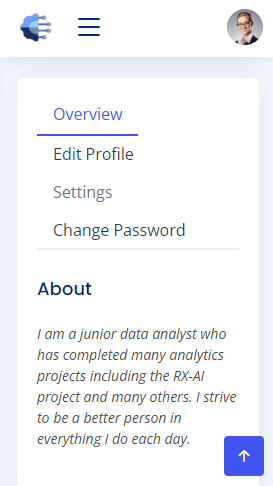 Overview
Edit Profile
Settings
Change Password
About
I am a junior data analyst who
has completed many analytics
projects including the RX-AI
project and many others. I strive
to be a better person in
everything I do each day.